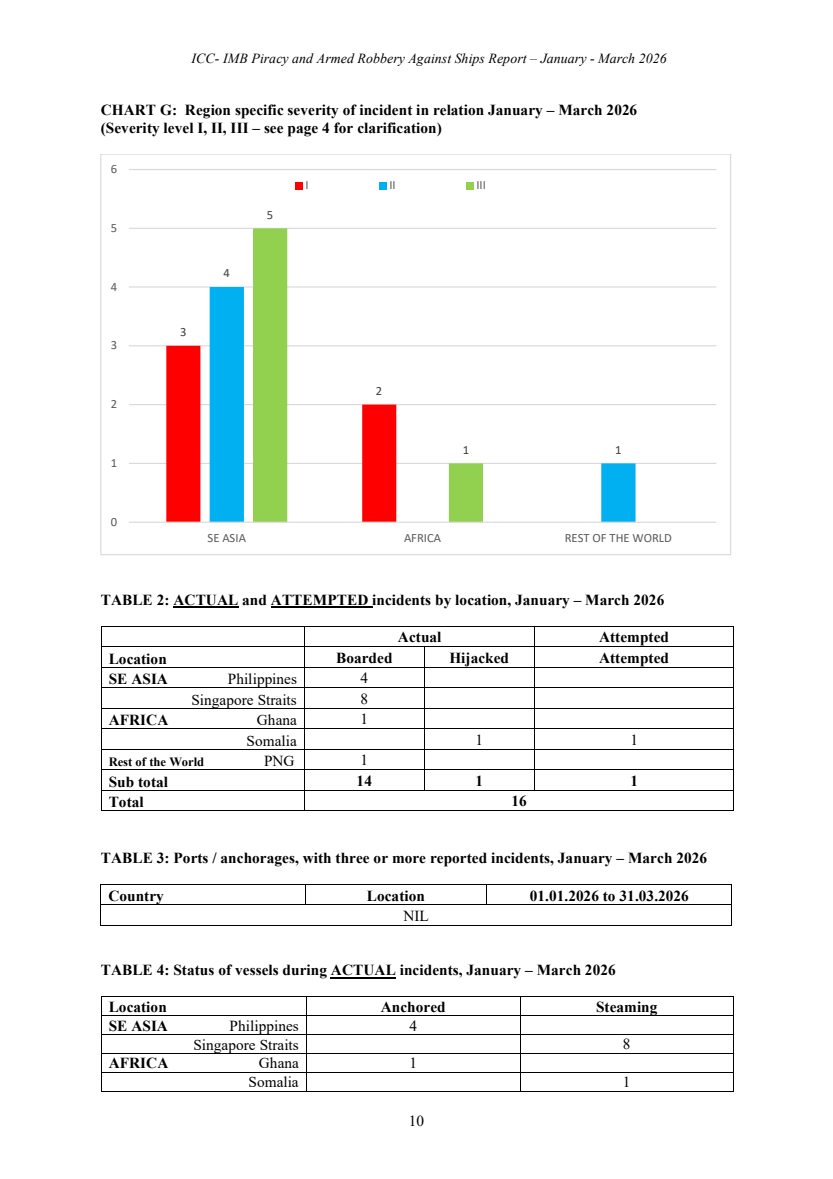 ICC- IMB Piracy and Armed Robbery Against Ships Report – January - March 2026
CHART G:  Region specific severity of incident in relation January – March 2026
(Severity level I, II, III – see page 4 for clarification)
6
I II III
5
5
4
4
3
3
2
2
1
1
1
0
SE ASIA AFRICA REST OF THE WORLD
TABLE 2: ACTUAL and ATTEMPTED incidents by location, January – March 2026
Actual Attempted
Location Boarded Hijacked Attempted
SE ASIA Philippines 4
Singapore Straits 8
AFRICA Ghana 1
Somalia 1 1
Rest of the World PNG 1
Sub total 14 1 1
Total 16
TABLE 3: Ports / anchorages, with three or more reported incidents, January – March 2026
Country Location 01.01.2026 to 31.03.2026
NIL
TABLE 4: Status of vessels during ACTUAL incidents, January – March 2026
Location Anchored Steaming
SE ASIA Philippines 4
Singapore Straits 8
AFRICA Ghana 1
Somalia 1
10